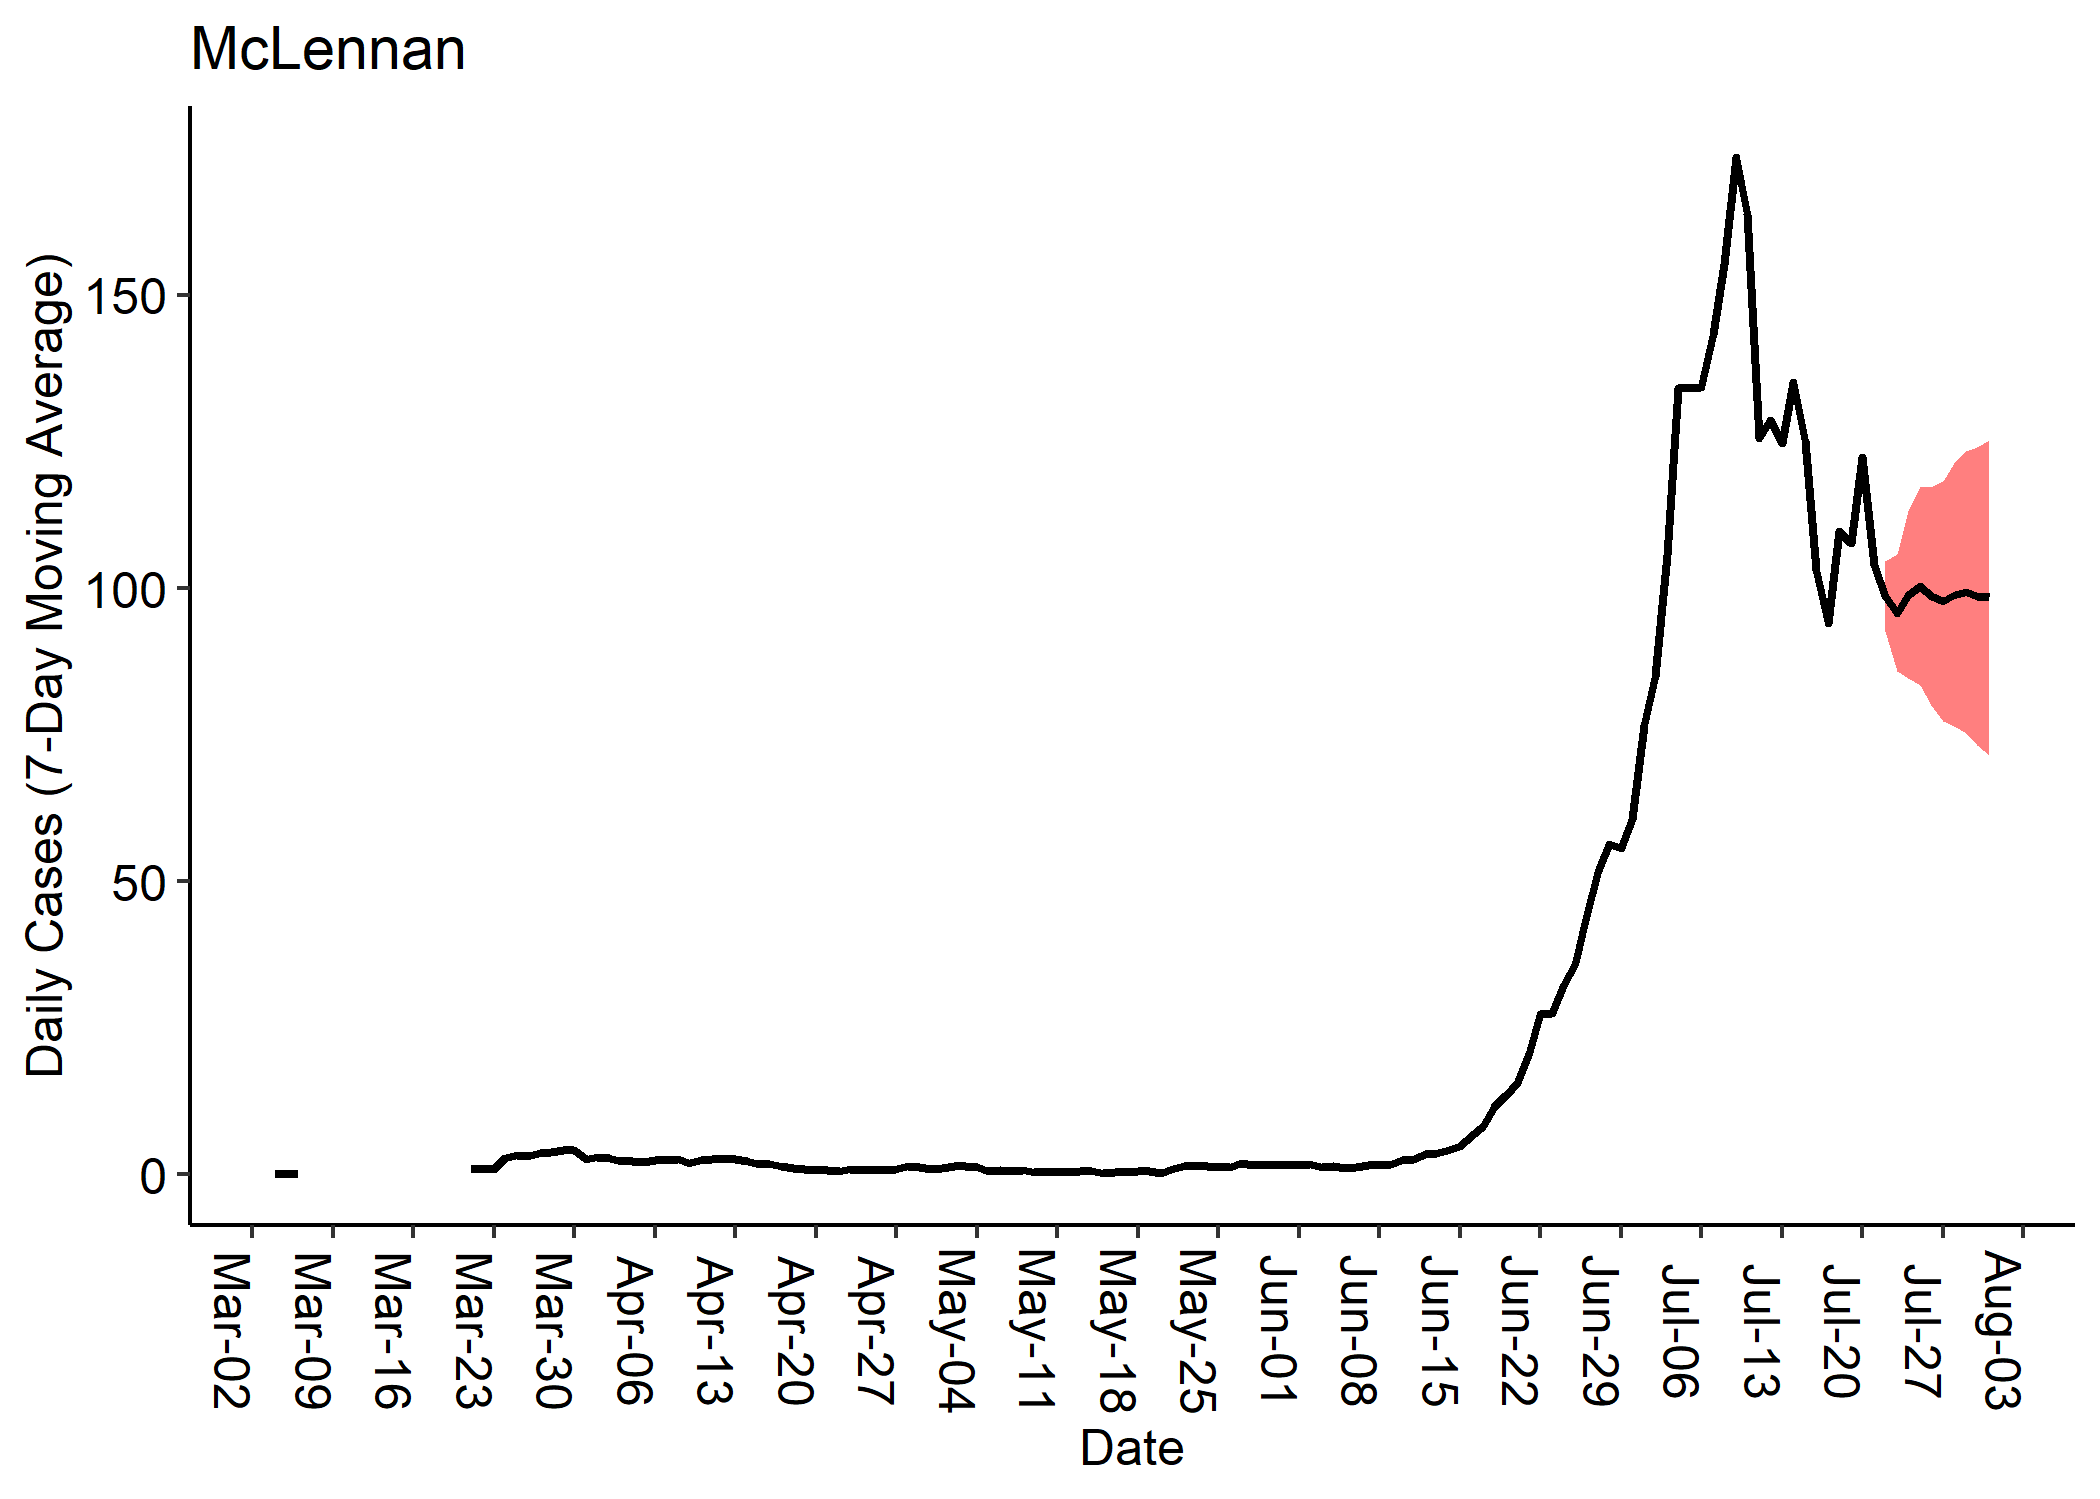 McLennan
Daily Cases (7-Day Moving Average)
150
100
50
0
Mar-02
Mar-09
Mar-16
Mar-23
Mar-30
Apr-06
Apr-13
Apr-20
Apr-27
May-04
May-11
May-18
May-25
Jun-01
Jun-08
Jun-15
Jun-22
Jun-29
Jul-06
Jul-13
Jul-20
Jul-27
Aug-03
Date